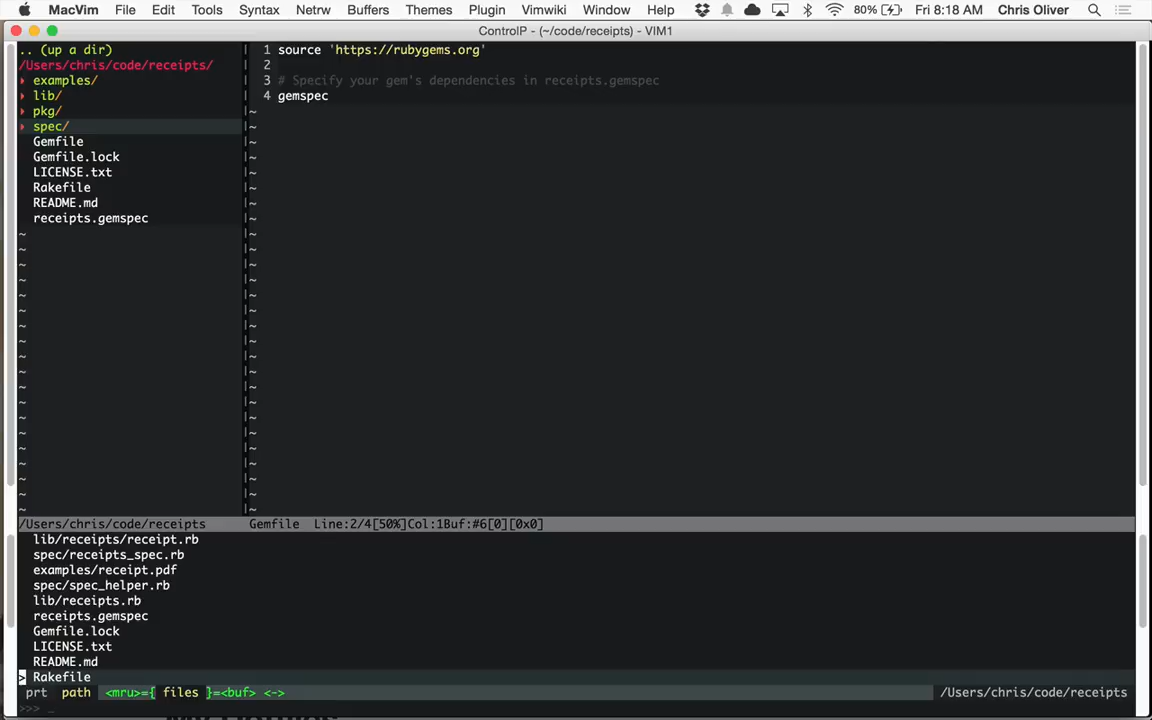 MacVim File Edit Tools Syntax Netrw Buffers Themes Plugin Vimwiki Window Help 80% Fri 8:18 AM Chris Oliver
ControlP - (~/code/receipts) - VIM1
.. (up a dir)
/Users/chris/code/receipts/
examples/
lib/
pkg/
spec/
Gemfile
Gemfile.lock
LICENSE.txt
Rakefile
README.md
receipts.gemspec
1 source 'https://rubygems.org'
2
3 # Specify your gem's dependencies in receipts.gemspec
4 gemspec
/Users/chris/code/receipts Gemfile Line:2/4[50%]Col:1Buf:#6[0][0x0]
lib/receipts/receipt.rb
spec/receipts_spec.rb
examples/receipt.pdf
spec/spec_helper.rb
lib/receipts.rb
receipts.gemspec
Gemfile.lock
LICENSE.txt
README.md
> Rakefile
prt path <mru>={ files }=<buf> <-> /Users/chris/code/receipts
>>> _